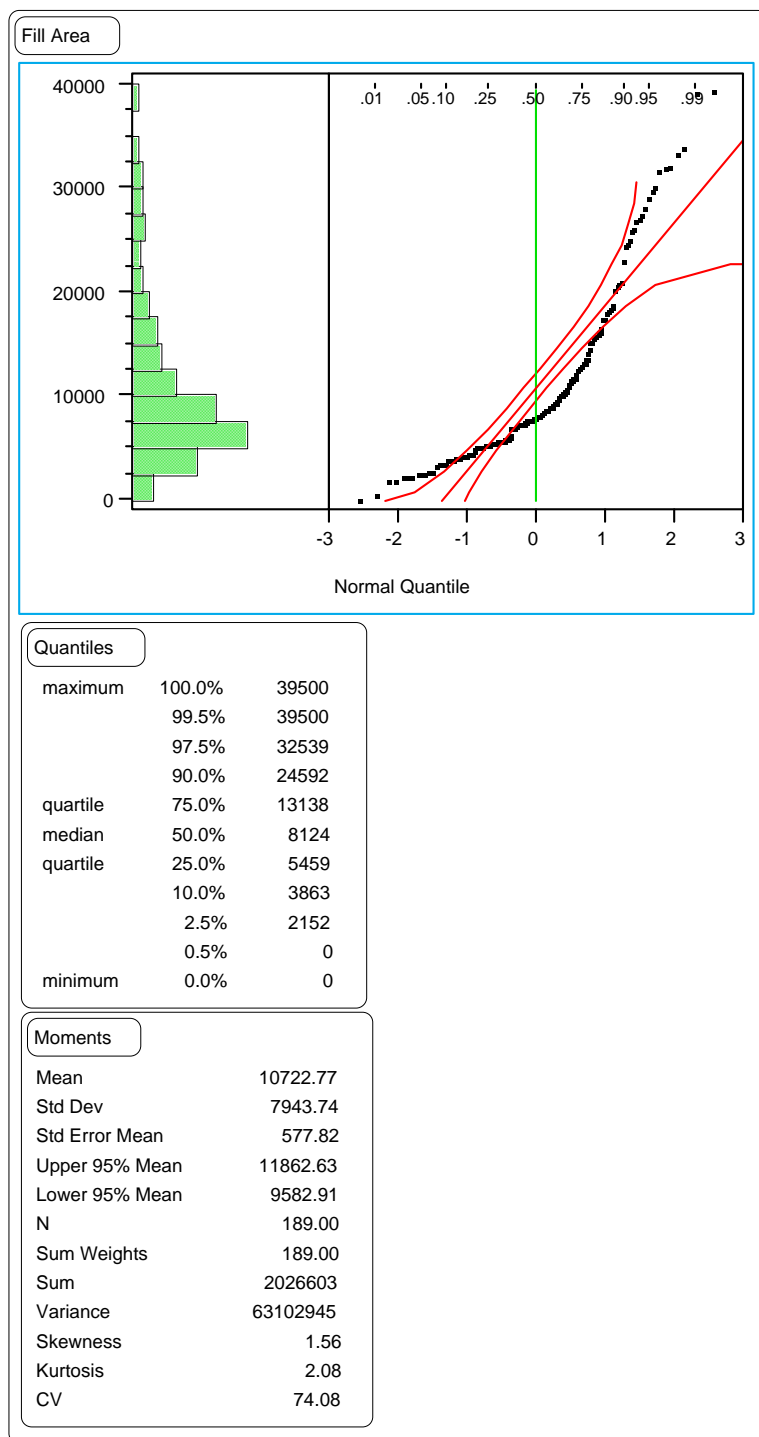 Fill Area
40000
30000
20000
10000
0
.01 .05 .10 .25 .50 .75 .90 .95 .99
-3 -2 -1 0 1 2 3
Normal Quantile
Quantiles
maximum 100.0% 39500
99.5% 39500
97.5% 32539
90.0% 24592
quartile 75.0% 13138
median 50.0% 8124
quartile 25.0% 5459
10.0% 3863
2.5% 2152
0.5% 0
minimum 0.0% 0
Moments
Mean 10722.77
Std Dev 7943.74
Std Error Mean 577.82
Upper 95% Mean 11862.63
Lower 95% Mean 9582.91
N 189.00
Sum Weights 189.00
Sum 2026603
Variance 63102945
Skewness 1.56
Kurtosis 2.08
CV 74.08